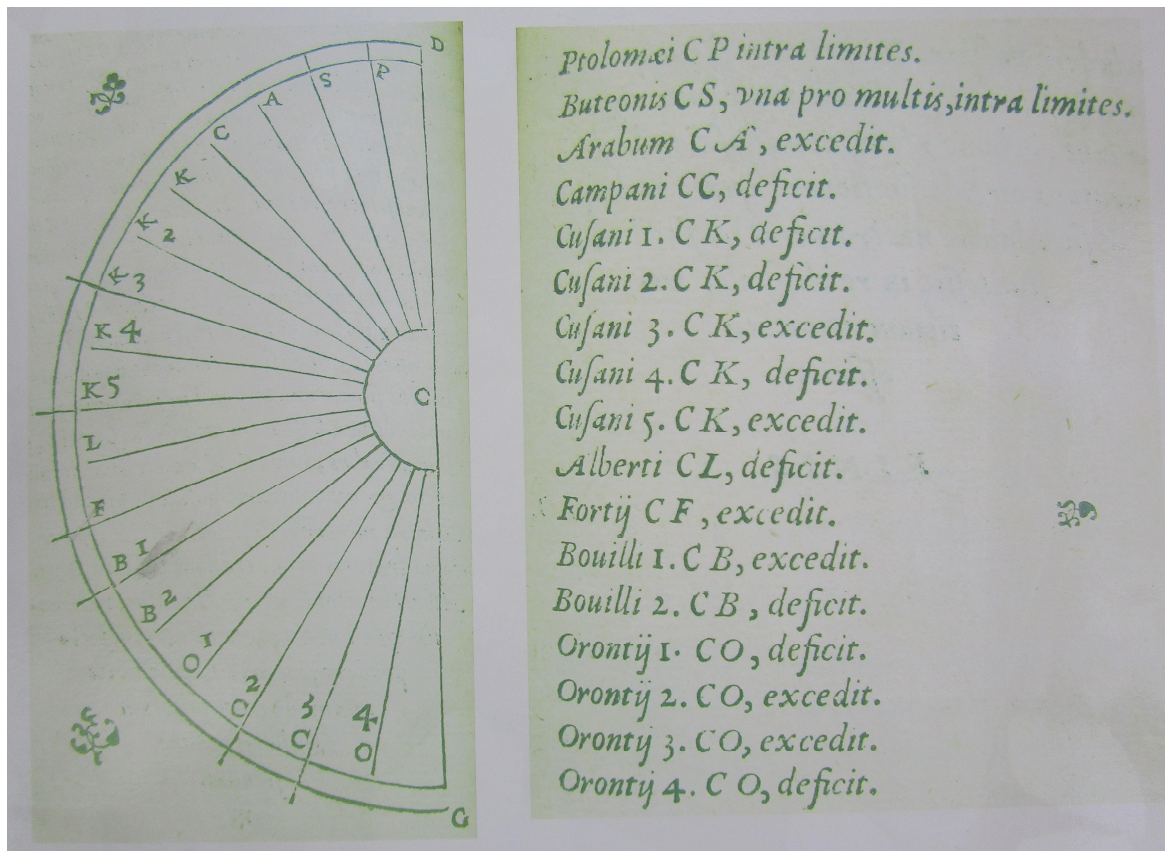 D
P
S
A
C
K
K 2
K 3
K 4
K 5
C
L
F
B 1
B 2
O 1
2
O
3
O
4
O
G
Ptolomæi C P intra limites.
Buteonis C S, vna pro multis, intra limites.
Arabum C A, excedit.
Campani CC, deficit.
Cuſani 1. C K, deficit.
Cuſani 2. C K, deficit.
Cuſani 3. C K, excedit.
Cuſani 4. C K, deficit.
Cuſani 5. C K, excedit.
Alberti C L, deficit.
Fortij C F, excedit.
Bouilli 1. C B, excedit.
Bouilli 2. C B, deficit.
Orontij 1. C O, deficit.
Orontij 2. C O, excedit.
Orontij 3. C O, excedit.
Orontij 4. C O, deficit.